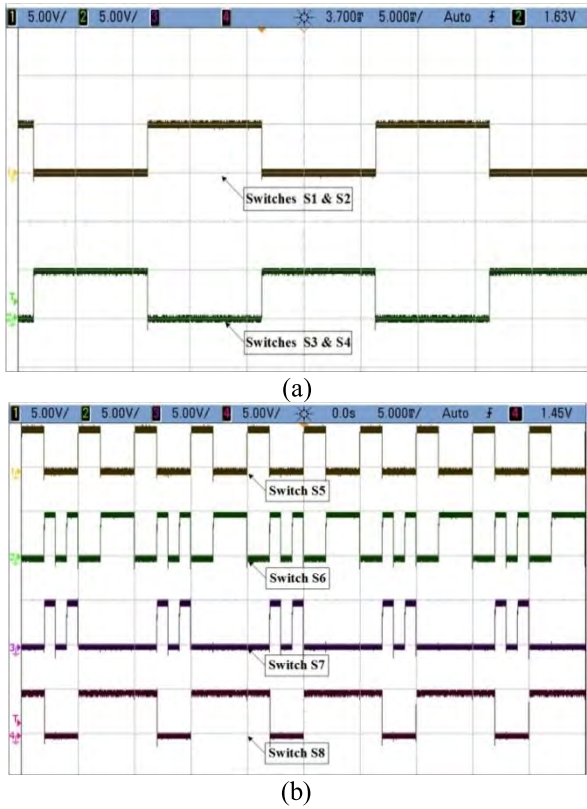 1 5.00V/ 2 5.00V/ 3 4 3.700ms 5.000ms/ Auto 2 1.63V
Switches S1 & S2
Switches S3 & S4
(a)
1 5.00V/ 2 5.00V/ 3 5.00V/ 4 5.00V/ 0.0s 5.000ms/ Auto 4 1.45V
Switch S5
Switch S6
Switch S7
Switch S8
(b)